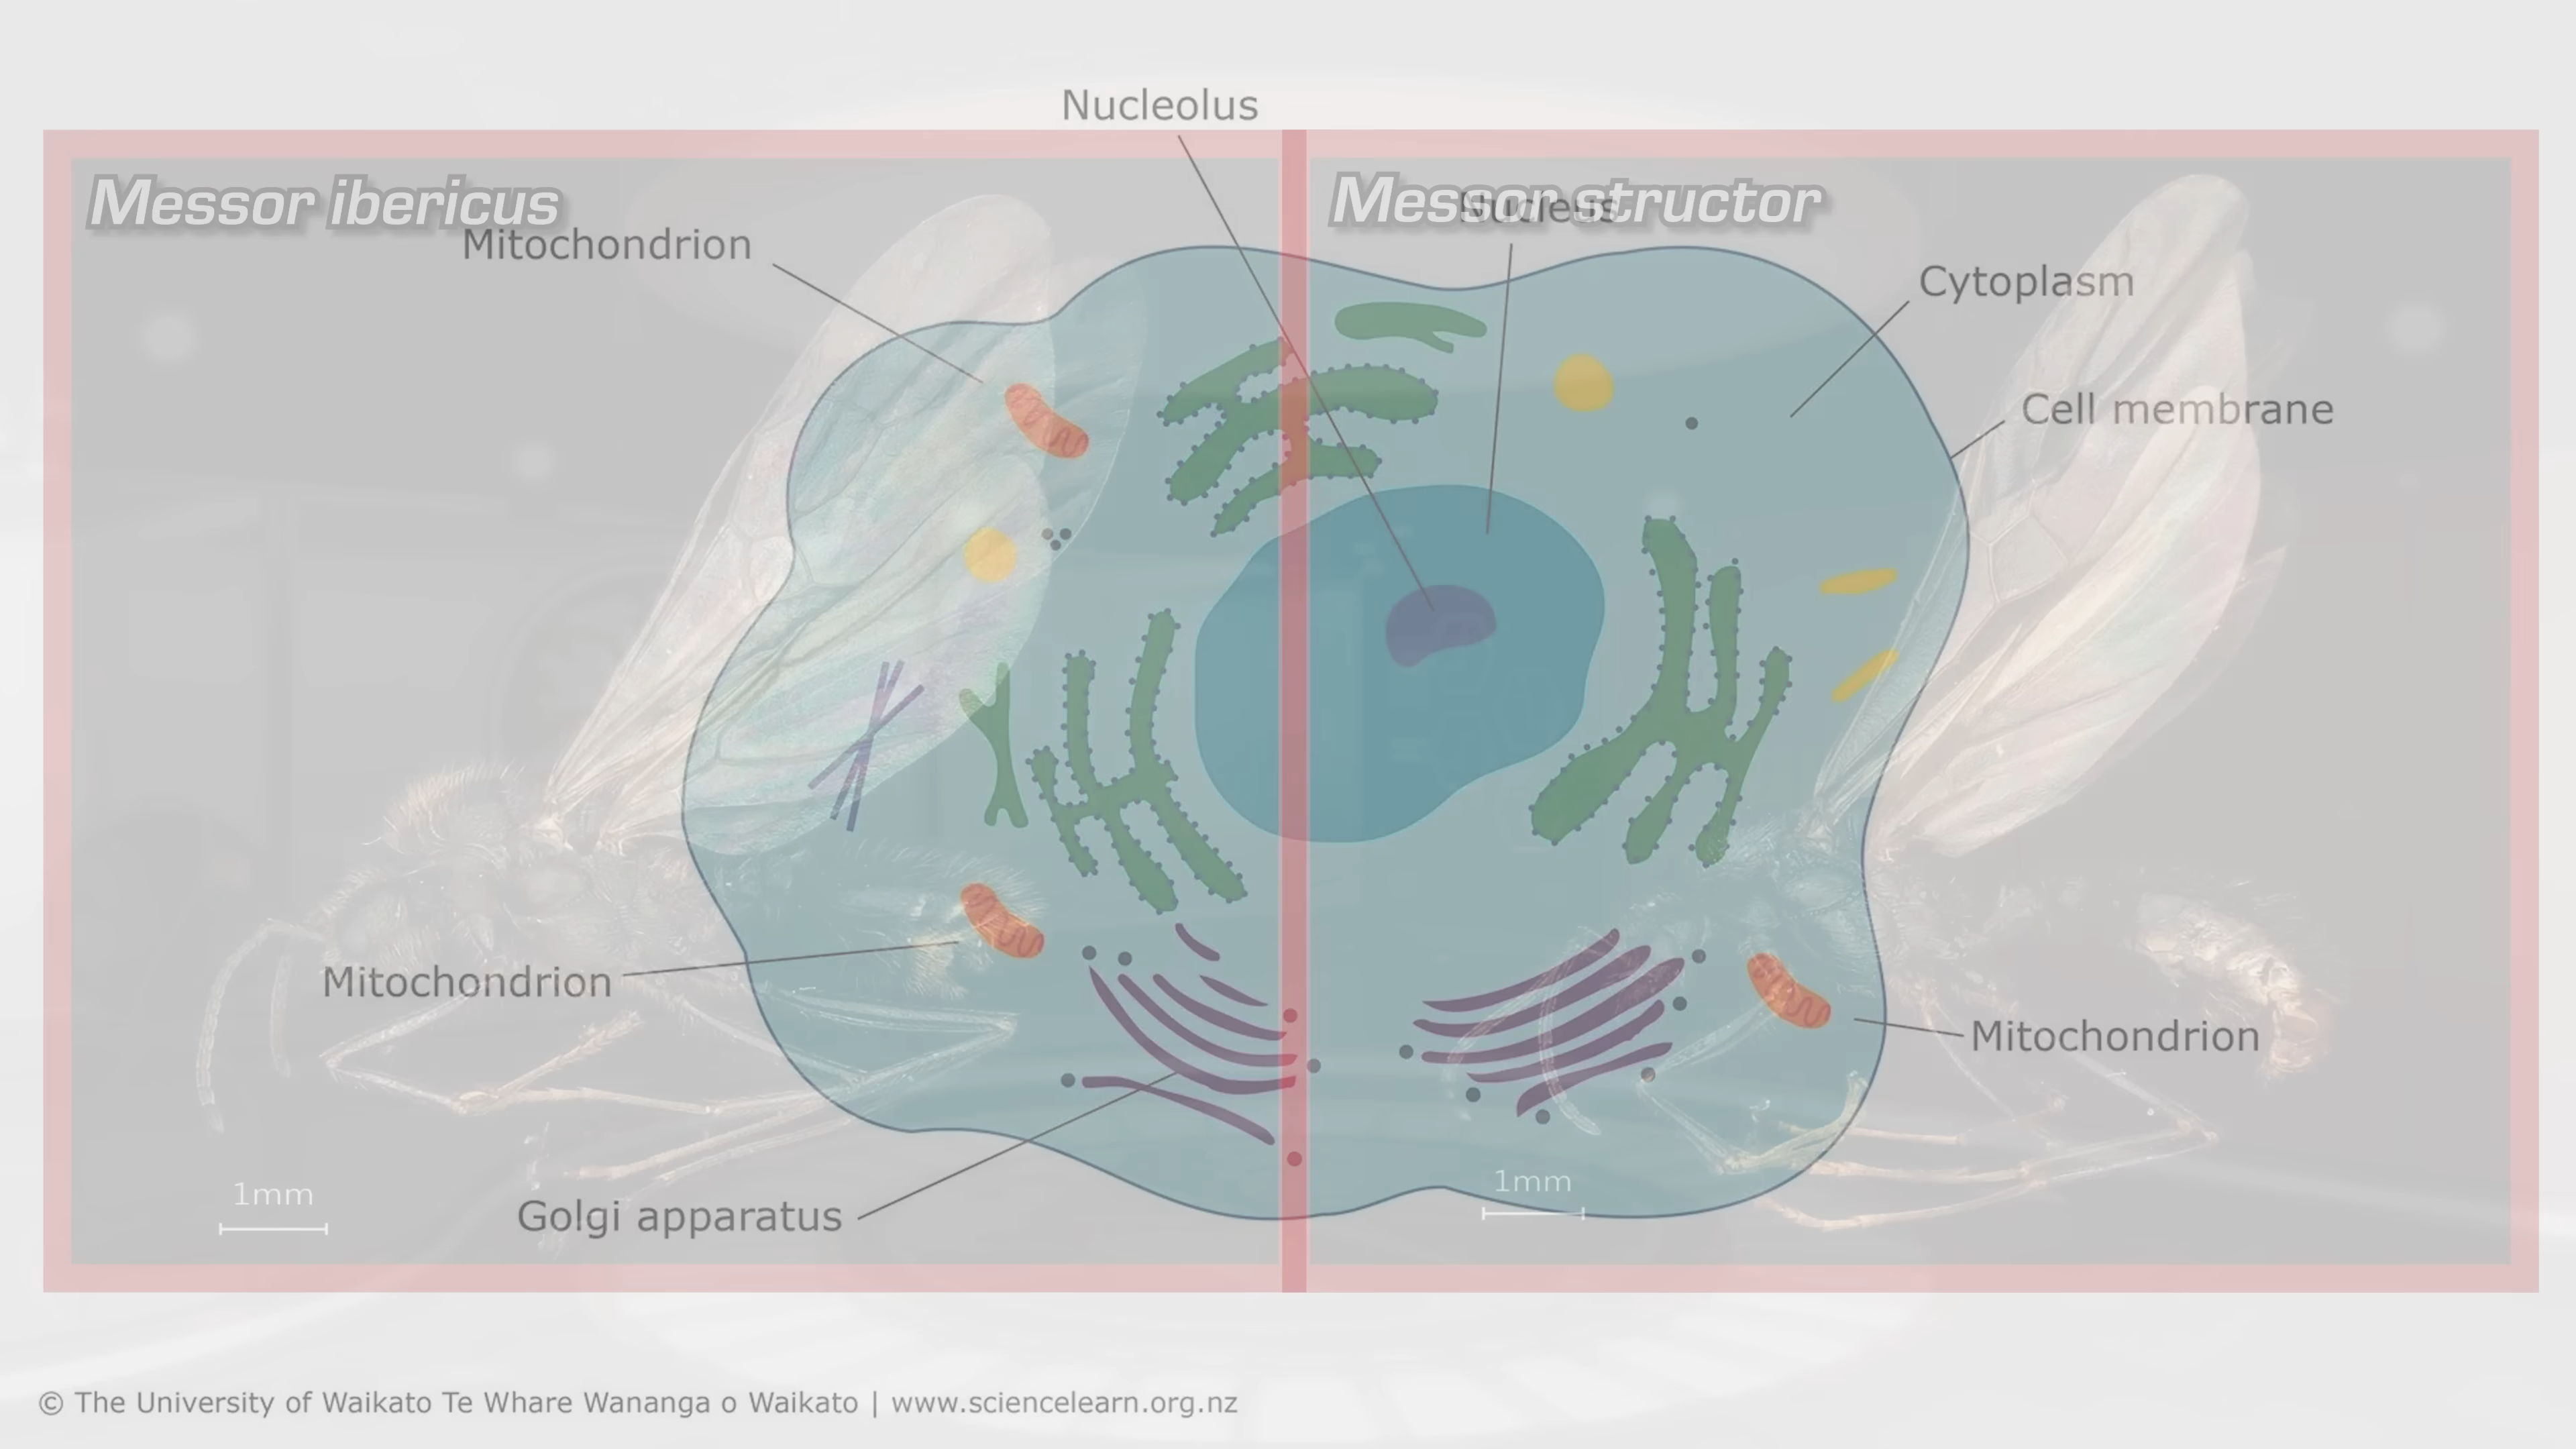 Nucleolus
Messor ibericus
Messor structor
Nucleus
Mitochondrion
Cytoplasm
Cell membrane
Mitochondrion
Mitochondrion
1mm
1mm
Golgi apparatus
© The University of Waikato Te Whare Wananga o Waikato | www.sciencelearn.org.nz